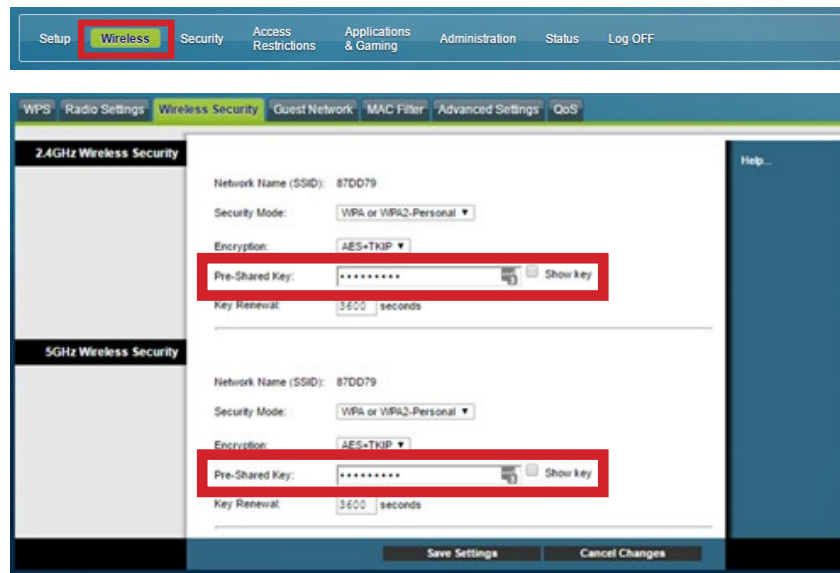 Setup Wireless Security Access Restrictions Applications & Gaming Administration Status Log OFF
WPS Radio Settings Wireless Security Guest Network MAC Filter Advanced Settings QoS
2.4GHz Wireless Security
Help...
Network Name (SSID): 87DD79
Security Mode: WPA or WPA2-Personal
Encryption: AES+TKIP
Pre-Shared Key: ••••••••• Show key
Key Renewal: 3600 seconds
5GHz Wireless Security
Network Name (SSID): 87DD79
Security Mode: WPA or WPA2-Personal
Encryption: AES+TKIP
Pre-Shared Key: ••••••••• Show key
Key Renewal: 3600 seconds
Save Settings Cancel Changes